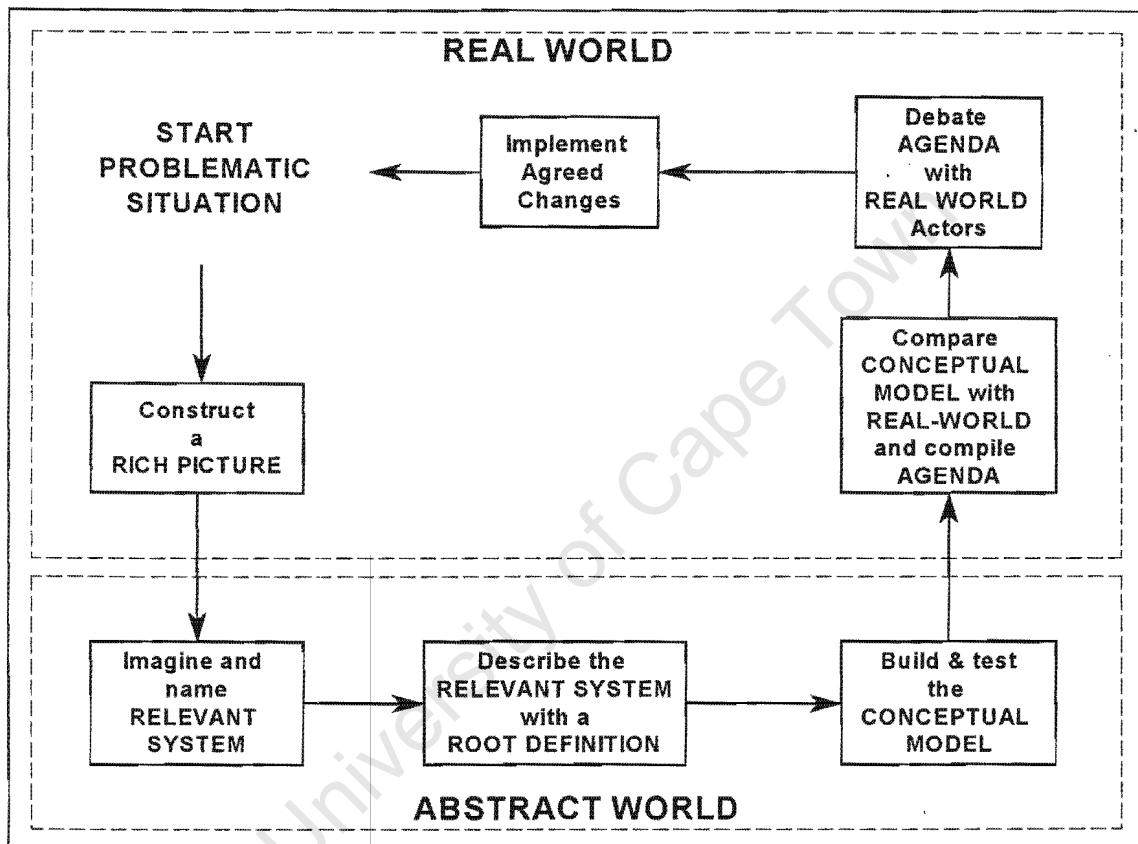 REAL WORLD
START
PROBLEMATIC
SITUATION
Construct
a
RICH PICTURE
Imagine and
name
RELEVANT
SYSTEM
Describe the
RELEVANT SYSTEM
with a
ROOT DEFINITION
Build & test
the
CONCEPTUAL
MODEL
Compare
CONCEPTUAL
MODEL with
REAL-WORLD
and compile
AGENDA
Debate
AGENDA
with
REAL WORLD
Actors
Implement
Agreed
Changes
ABSTRACT WORLD
University of Cape Town